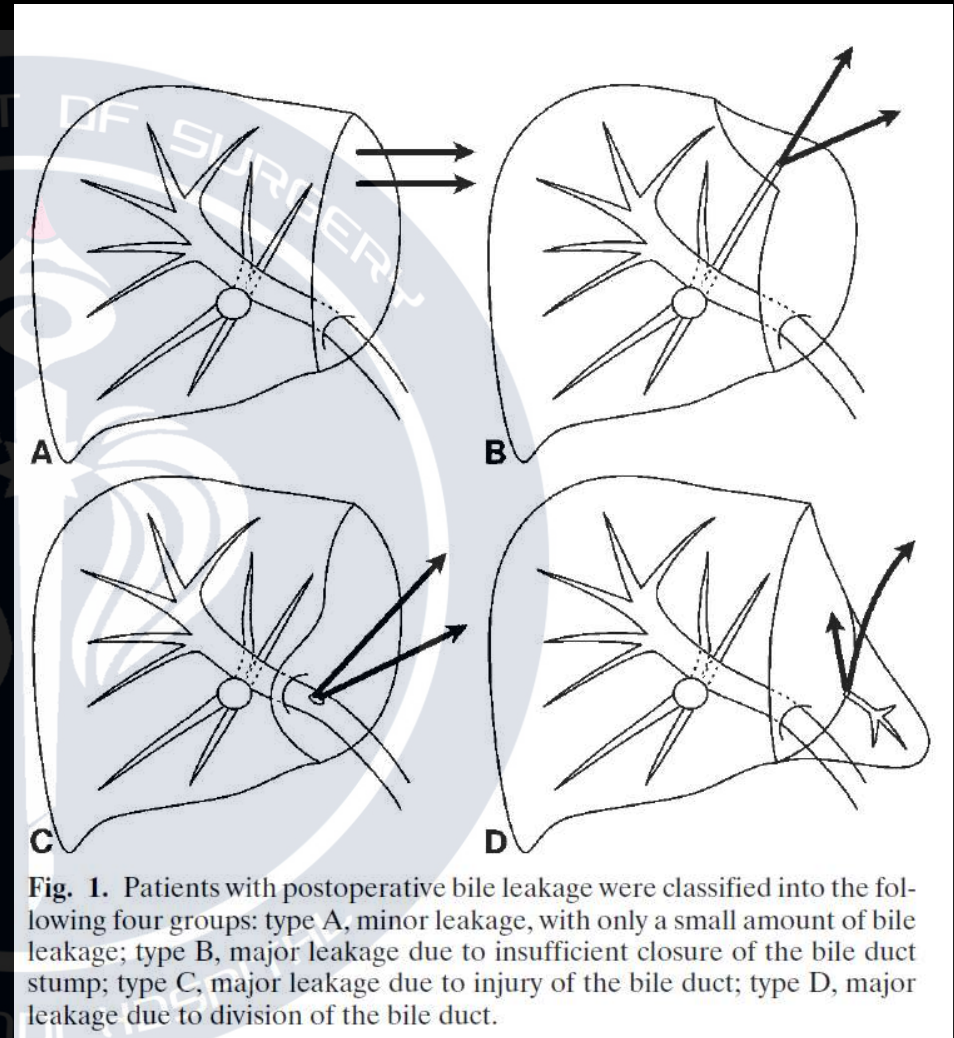 T OF SURGERY
A
B
C
D
Fig. 1. Patients with postoperative bile leakage were classified into the fol-
lowing four groups: type A, minor leakage, with only a small amount of bile
leakage; type B, major leakage due to insufficient closure of the bile duct
stump; type C, major leakage due to injury of the bile duct; type D, major
leakage due to division of the bile duct.